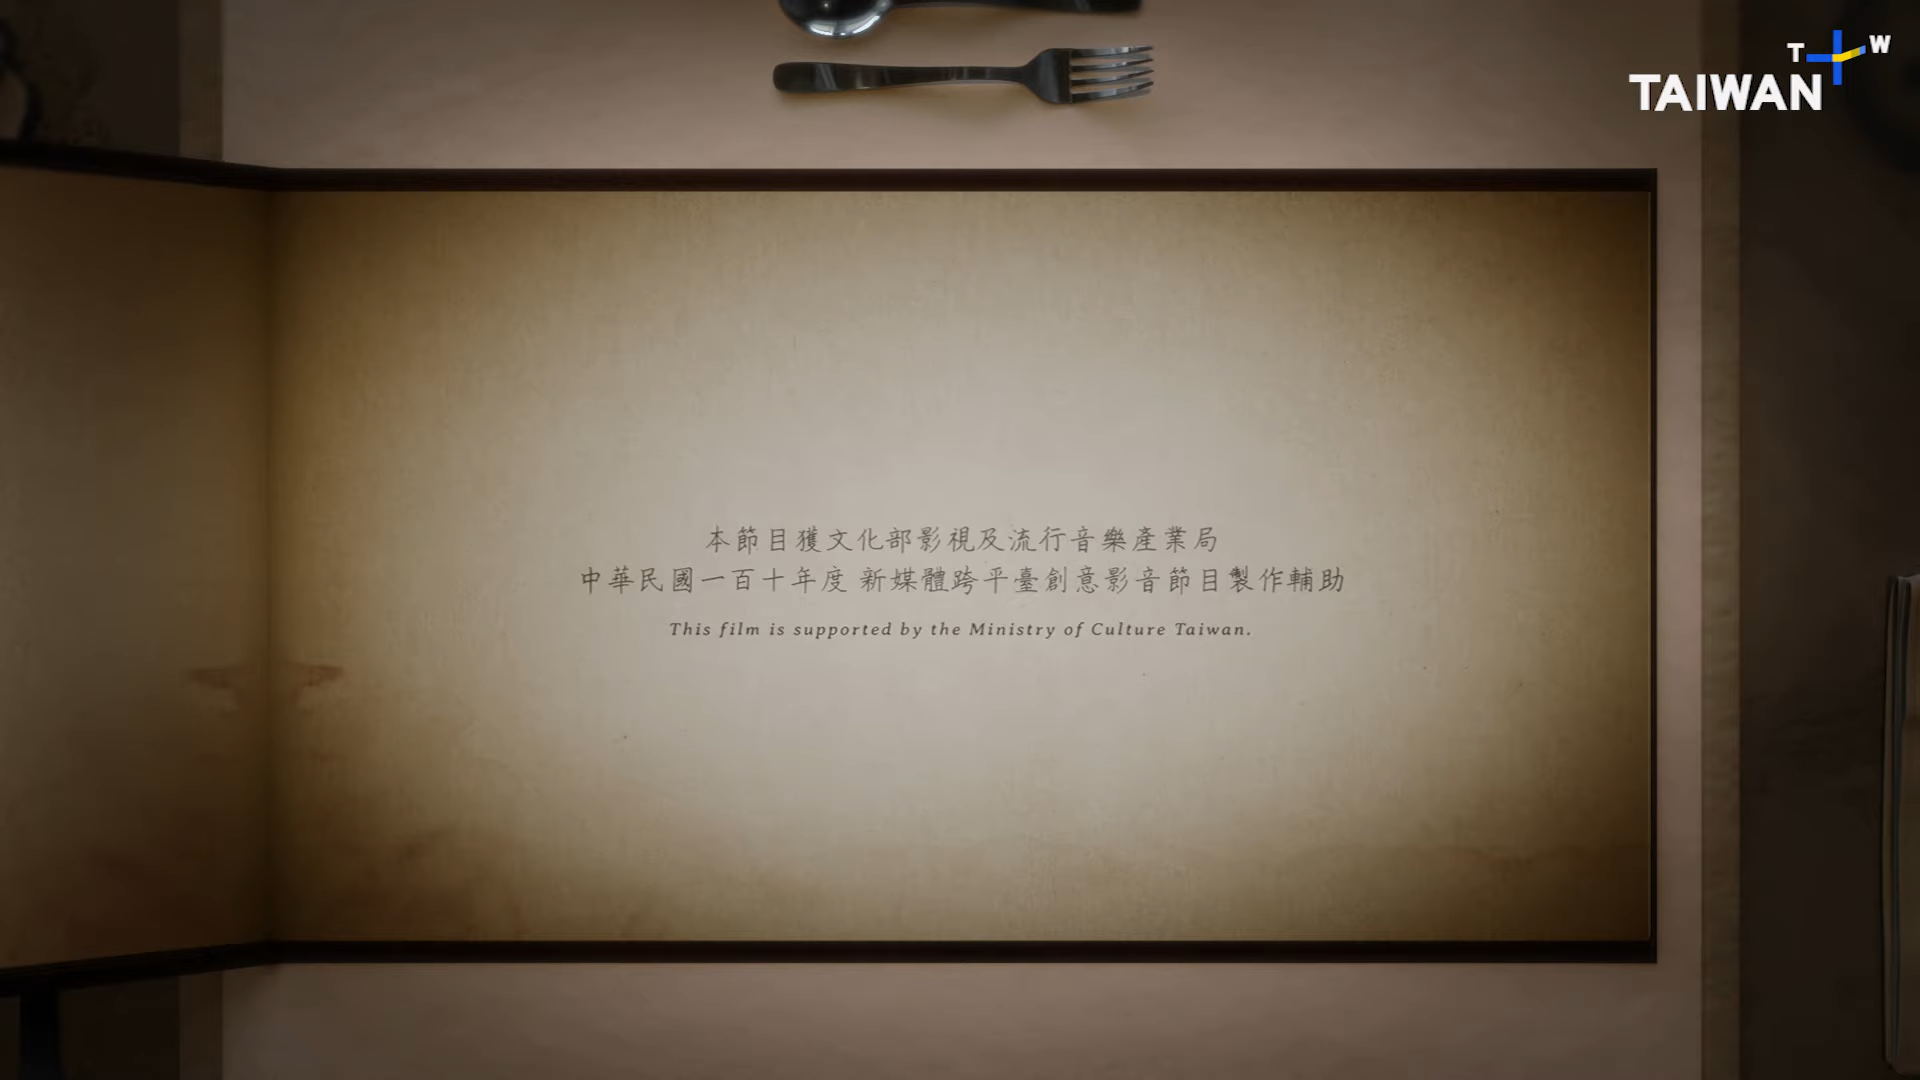 T W
TAIWAN
本節目獲文化部影視及流行音樂產業局
中華民國一百十年度 新媒體跨平臺創意影音節目製作輔助
This film is supported by the Ministry of Culture Taiwan.